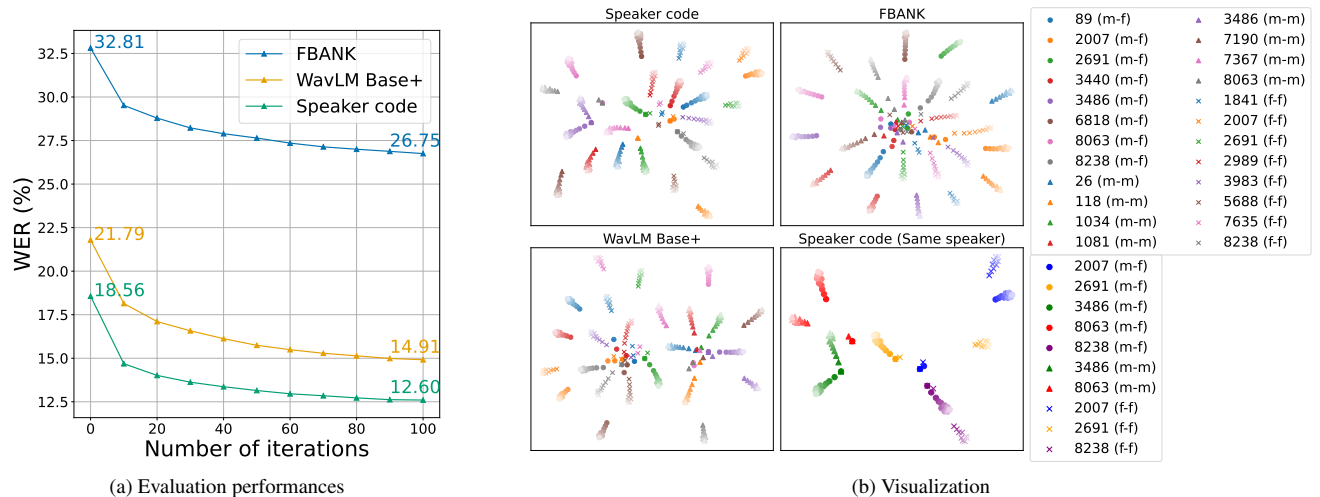 32.81
FBANK
WavLM Base+
Speaker code
26.75
21.79
18.56
14.91
12.60
WER (%)
32.5
30.0
27.5
25.0
22.5
20.0
17.5
15.0
12.5
0 20 40 60 80 100
Number of iterations
(a) Evaluation performances
Speaker code
FBANK
WavLM Base+
Speaker code (Same speaker)
89 (m-f)
2007 (m-f)
2691 (m-f)
3440 (m-f)
3486 (m-f)
6818 (m-f)
8063 (m-f)
8238 (m-f)
26 (m-m)
118 (m-m)
1034 (m-m)
1081 (m-m)
3486 (m-m)
7190 (m-m)
7367 (m-m)
8063 (m-m)
1841 (f-f)
2007 (f-f)
2691 (f-f)
2989 (f-f)
3983 (f-f)
5688 (f-f)
7635 (f-f)
8238 (f-f)
2007 (m-f)
2691 (m-f)
3486 (m-f)
8063 (m-f)
8238 (m-f)
3486 (m-m)
8063 (m-m)
2007 (f-f)
2691 (f-f)
8238 (f-f)
(b) Visualization